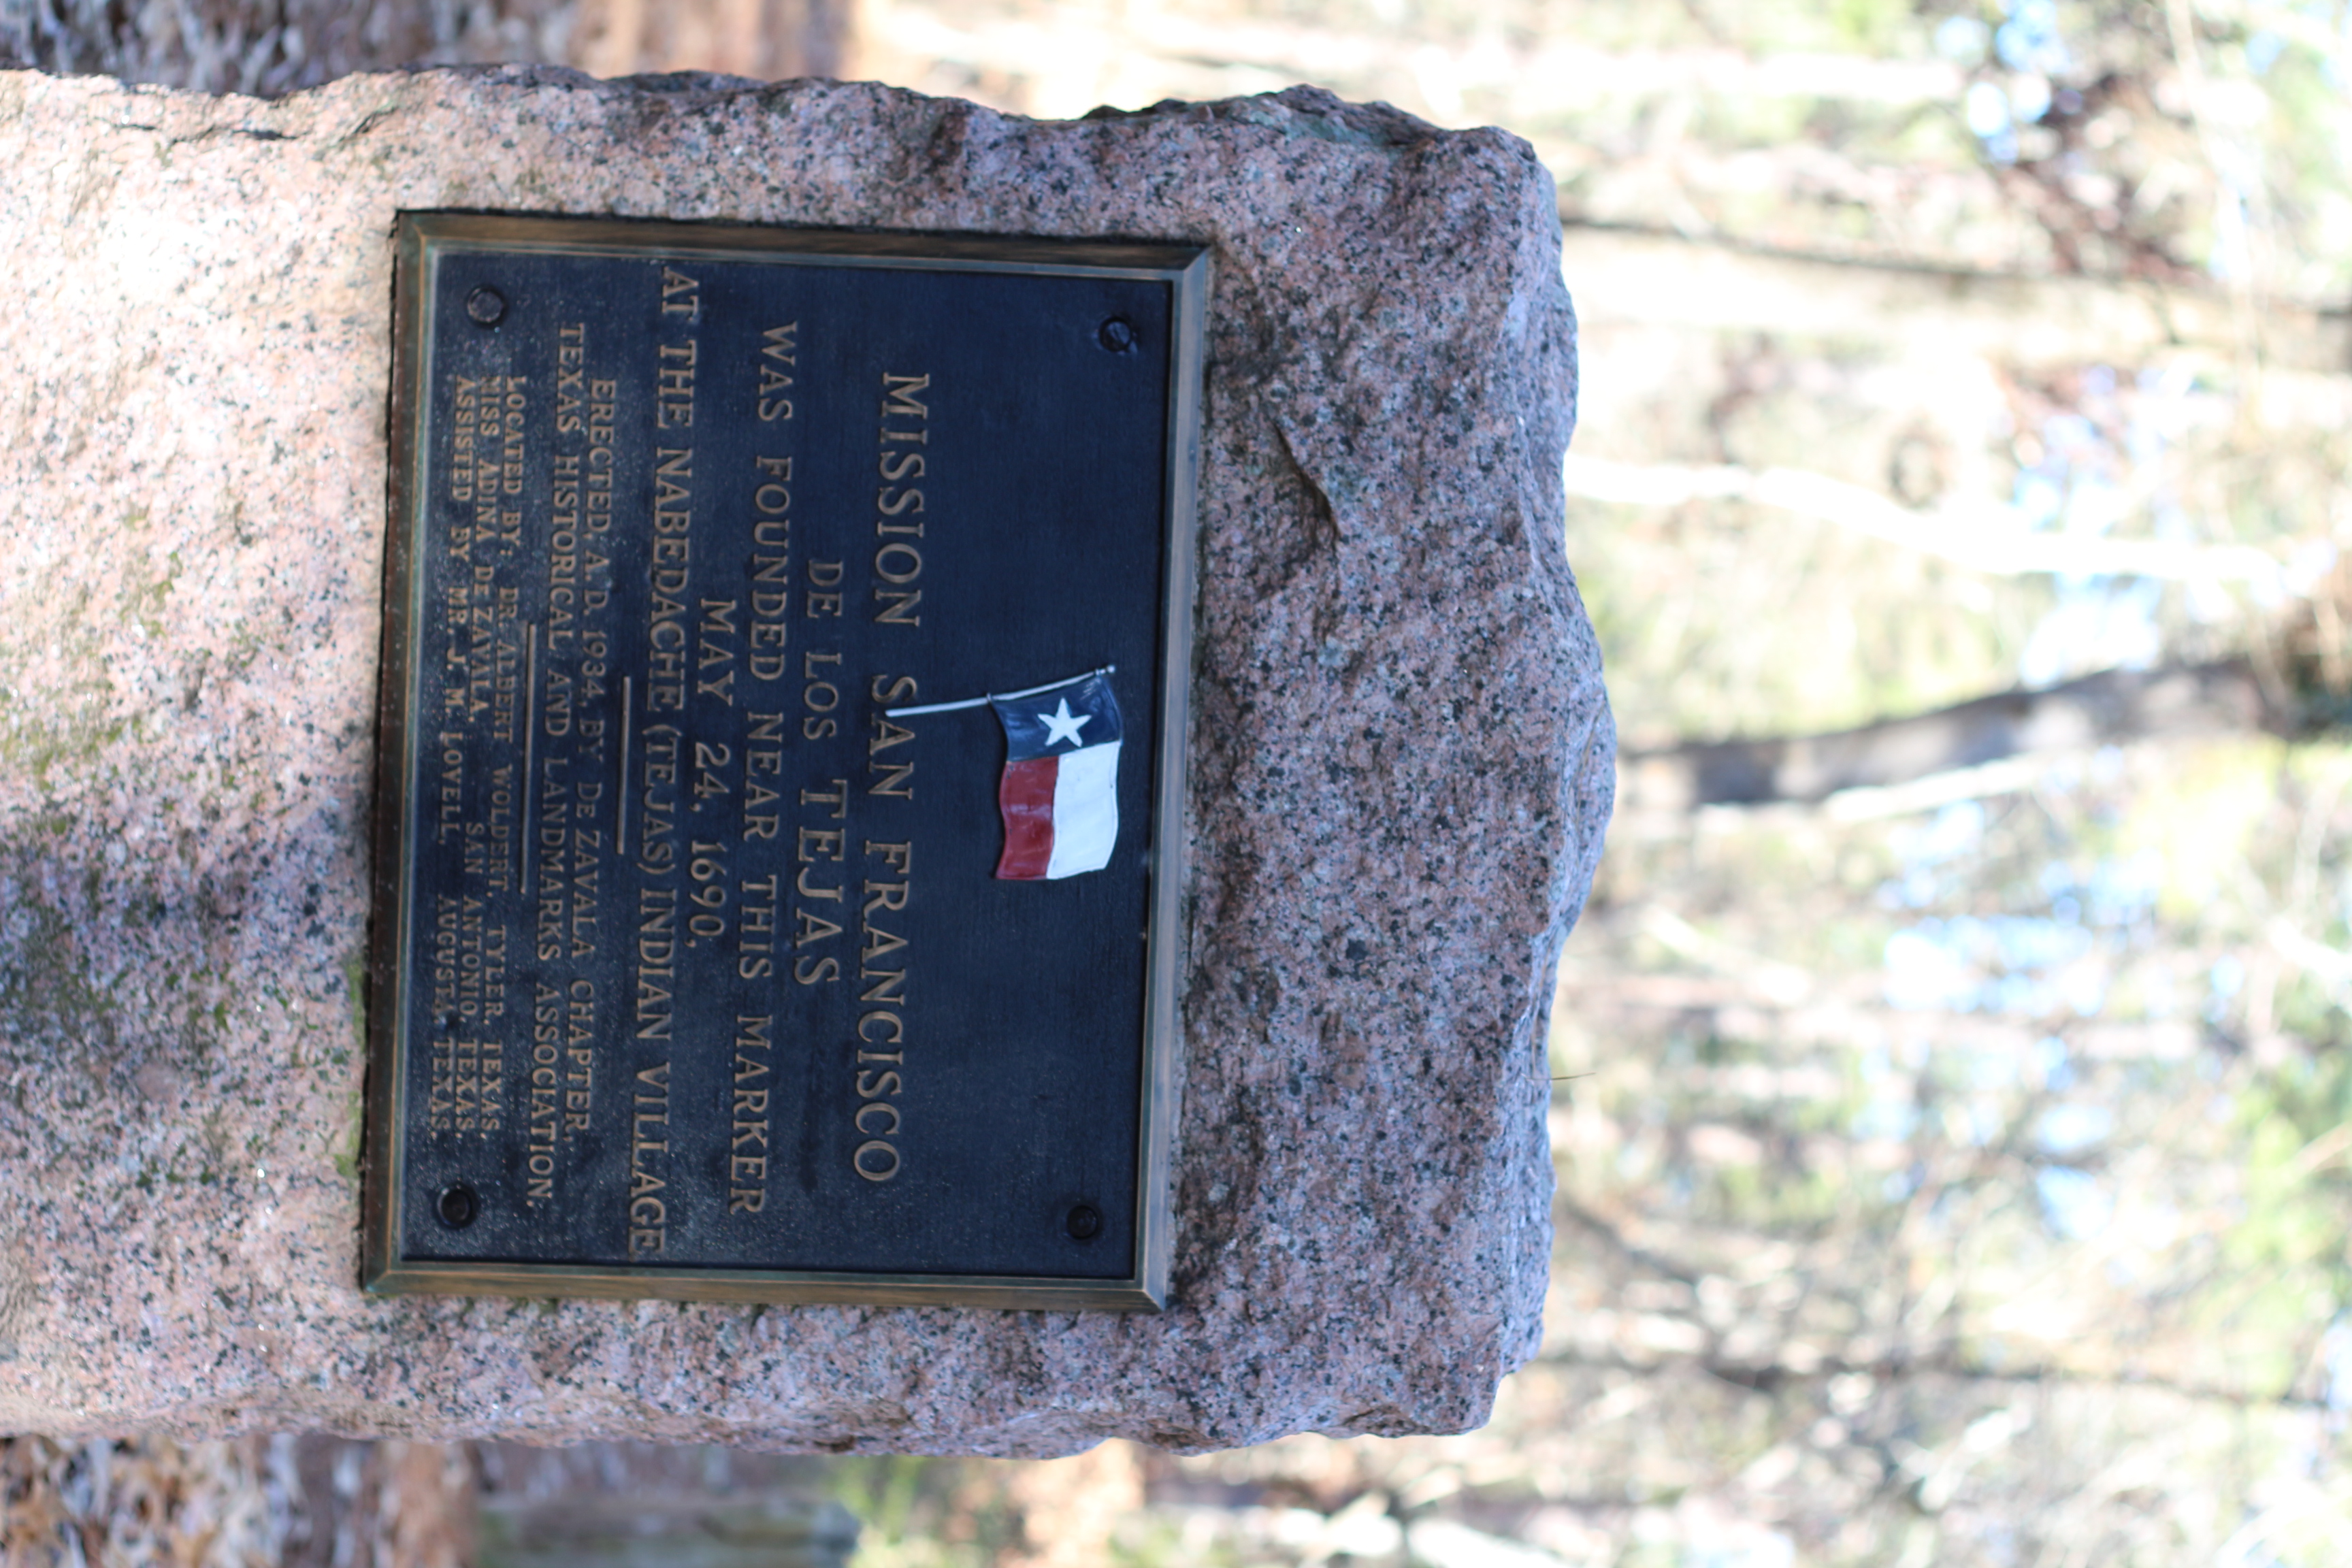 MISSION SAN FRANCISCO
DE LOS TEJAS
WAS FOUNDED NEAR THIS MARKER
MAY 24, 1690,
AT THE NABEDACHE (TEJAS) INDIAN VILLAGE
ERECTED, A. D. 1934, BY DE ZAVALA CHAPTER,
TEXAS HISTORICAL AND LANDMARKS ASSOCIATION.
LOCATED BY: DR. ALBERT WOLDERT, TYLER, TEXAS,
MISS ADINA DE ZAVILA, SAN ANTONIO, TEXAS,
ASSISTED BY MR. J. M. LOVELL, AUGUSTA, TEXAS.